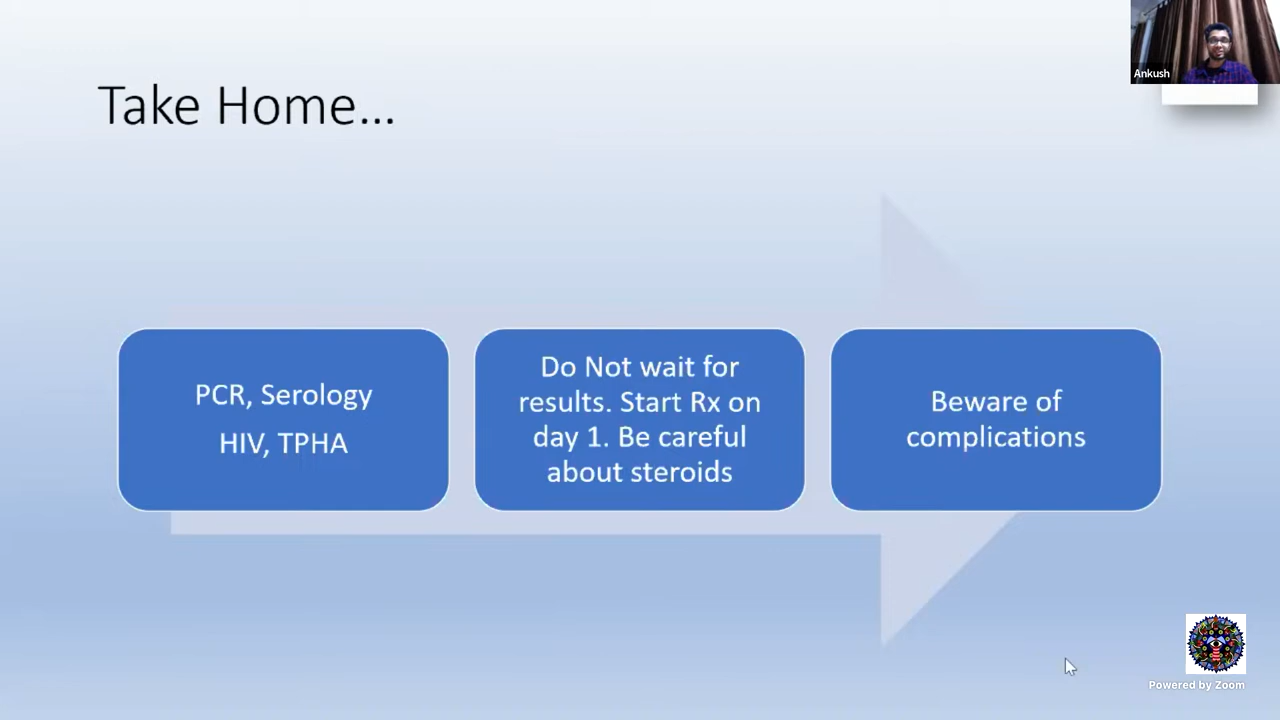 Ankush
Take Home...
PCR, Serology
HIV, TPHA
Do Not wait for
results. Start Rx on
day 1. Be careful
about steroids
Beware of
complications
Powered by Zoom